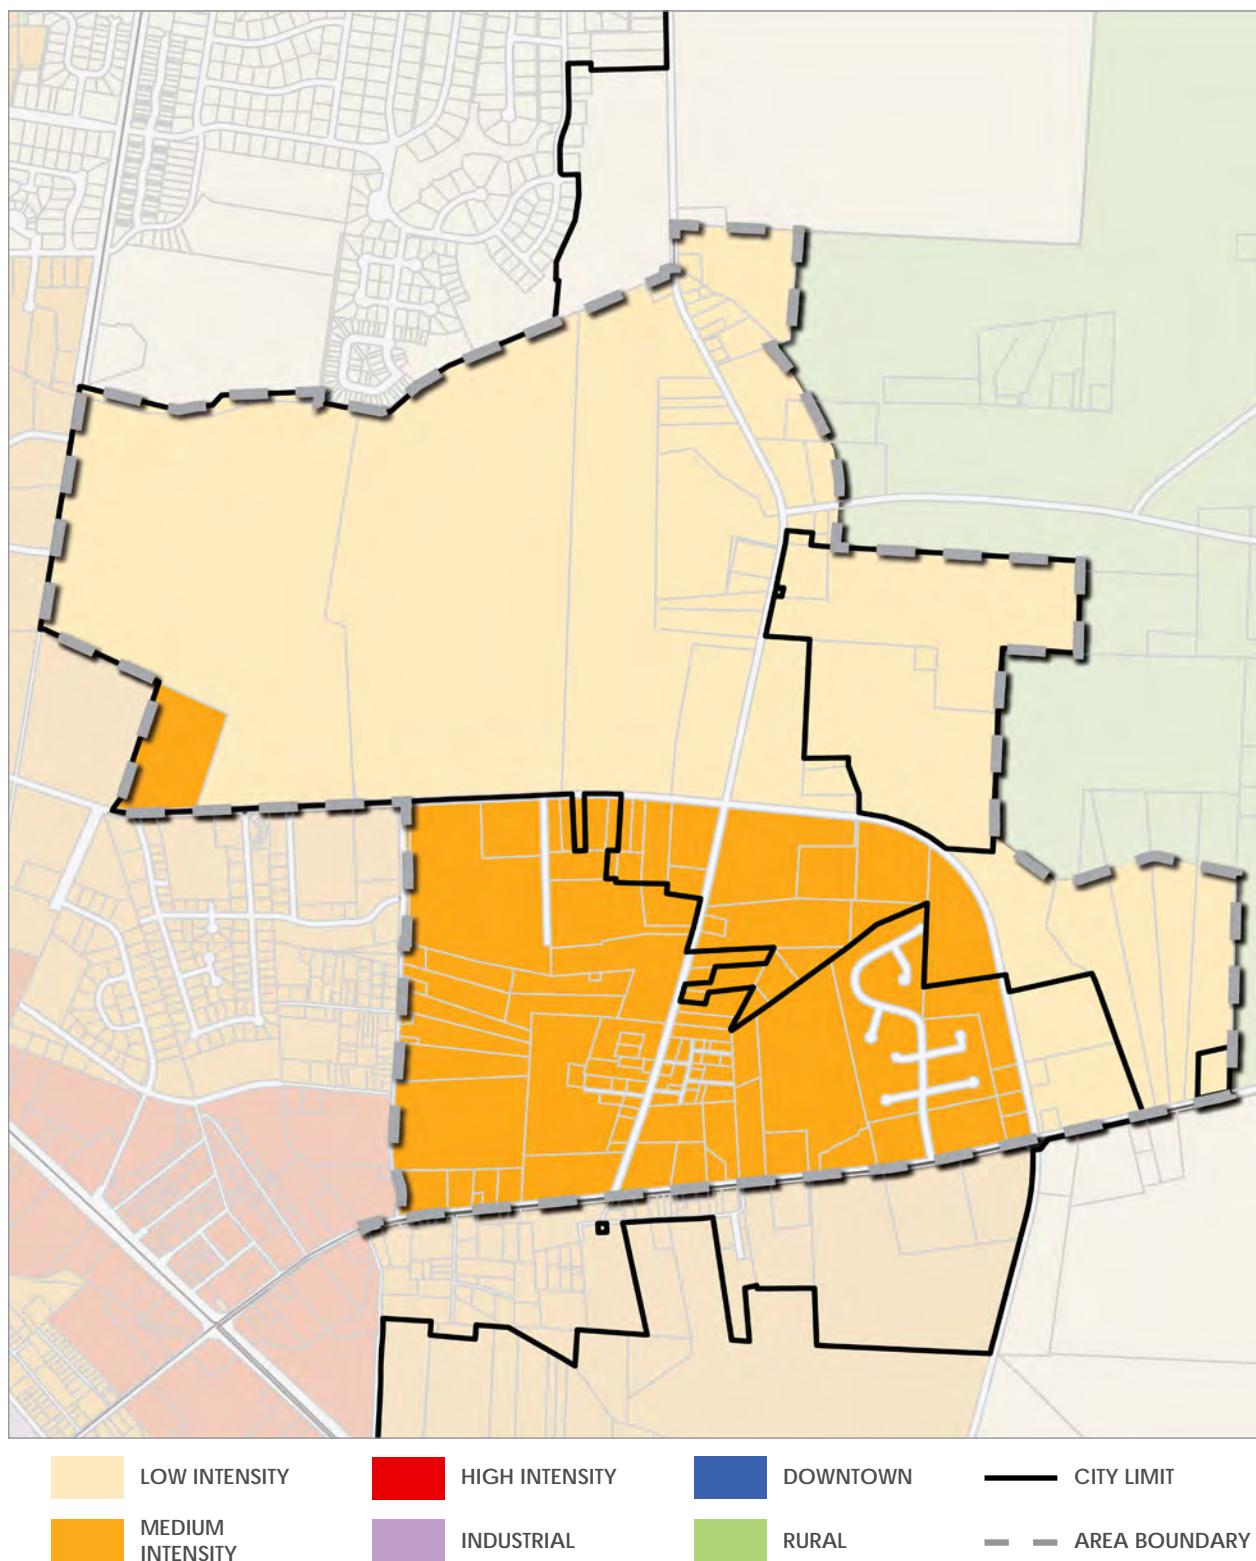 LOW INTENSITY
HIGH INTENSITY
DOWNTOWN
CITY LIMIT
MEDIUM
INTENSITY
INDUSTRIAL
RURAL
AREA BOUNDARY